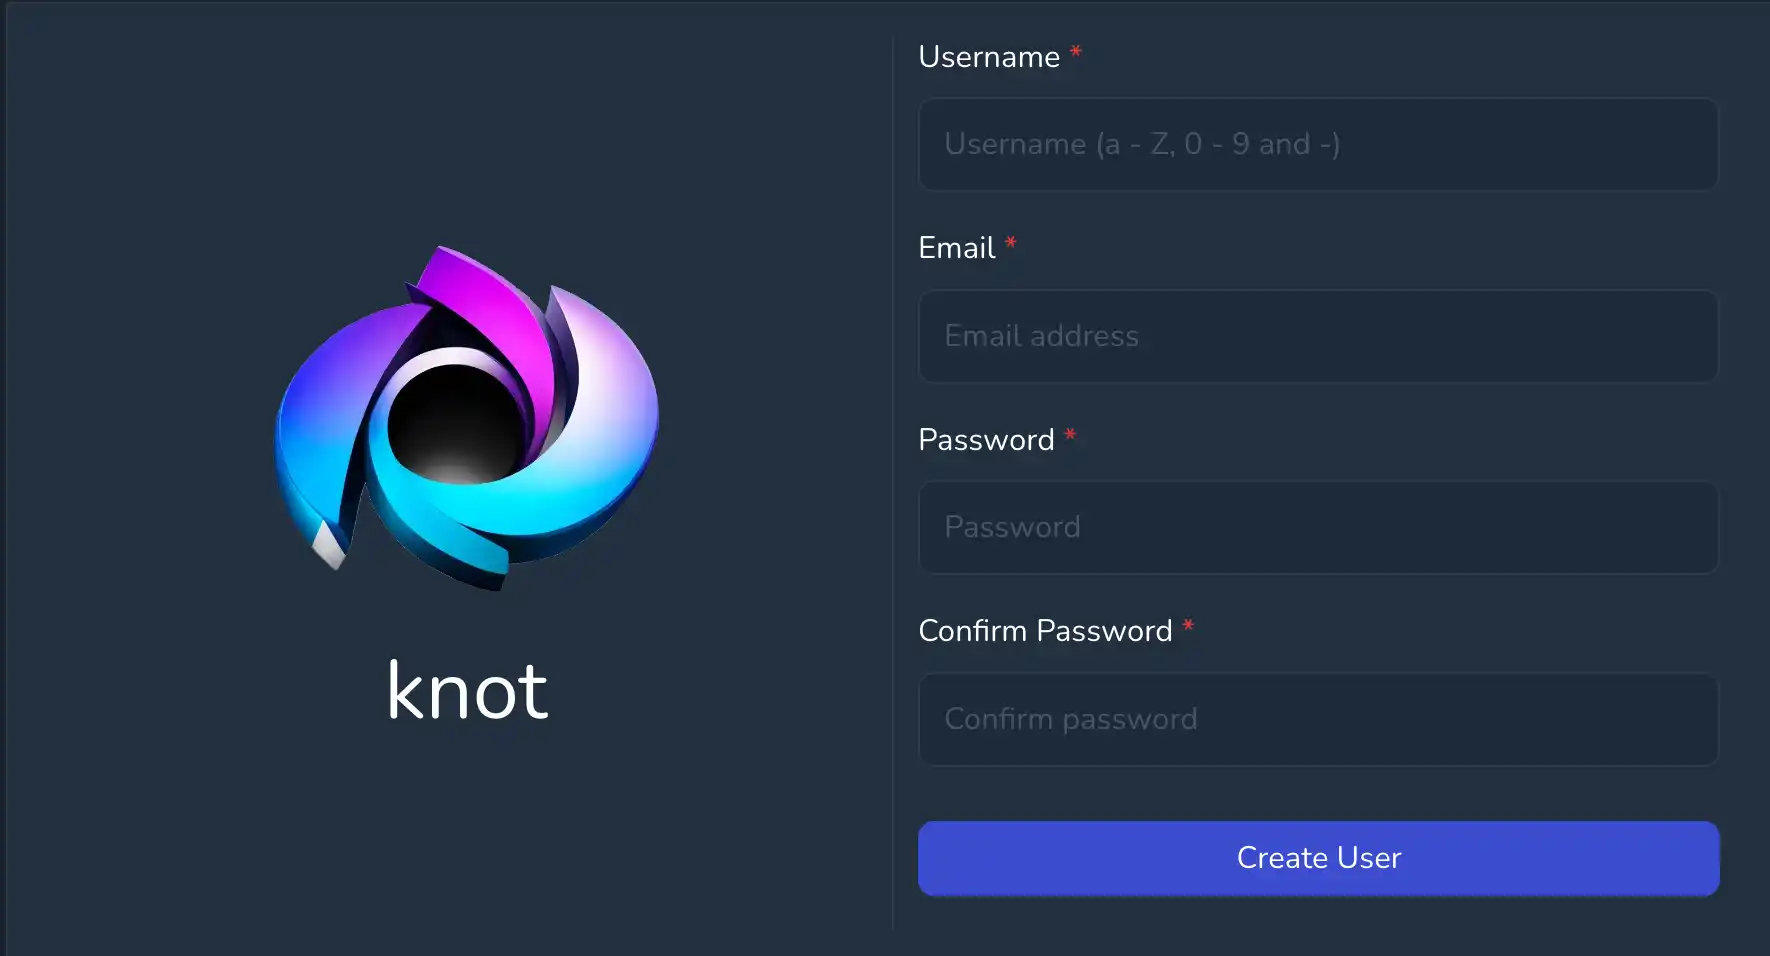 knot
Username *
Username (a - Z, 0 - 9 and -)
Email *
Email address
Password *
Password
Confirm Password *
Confirm password
Create User